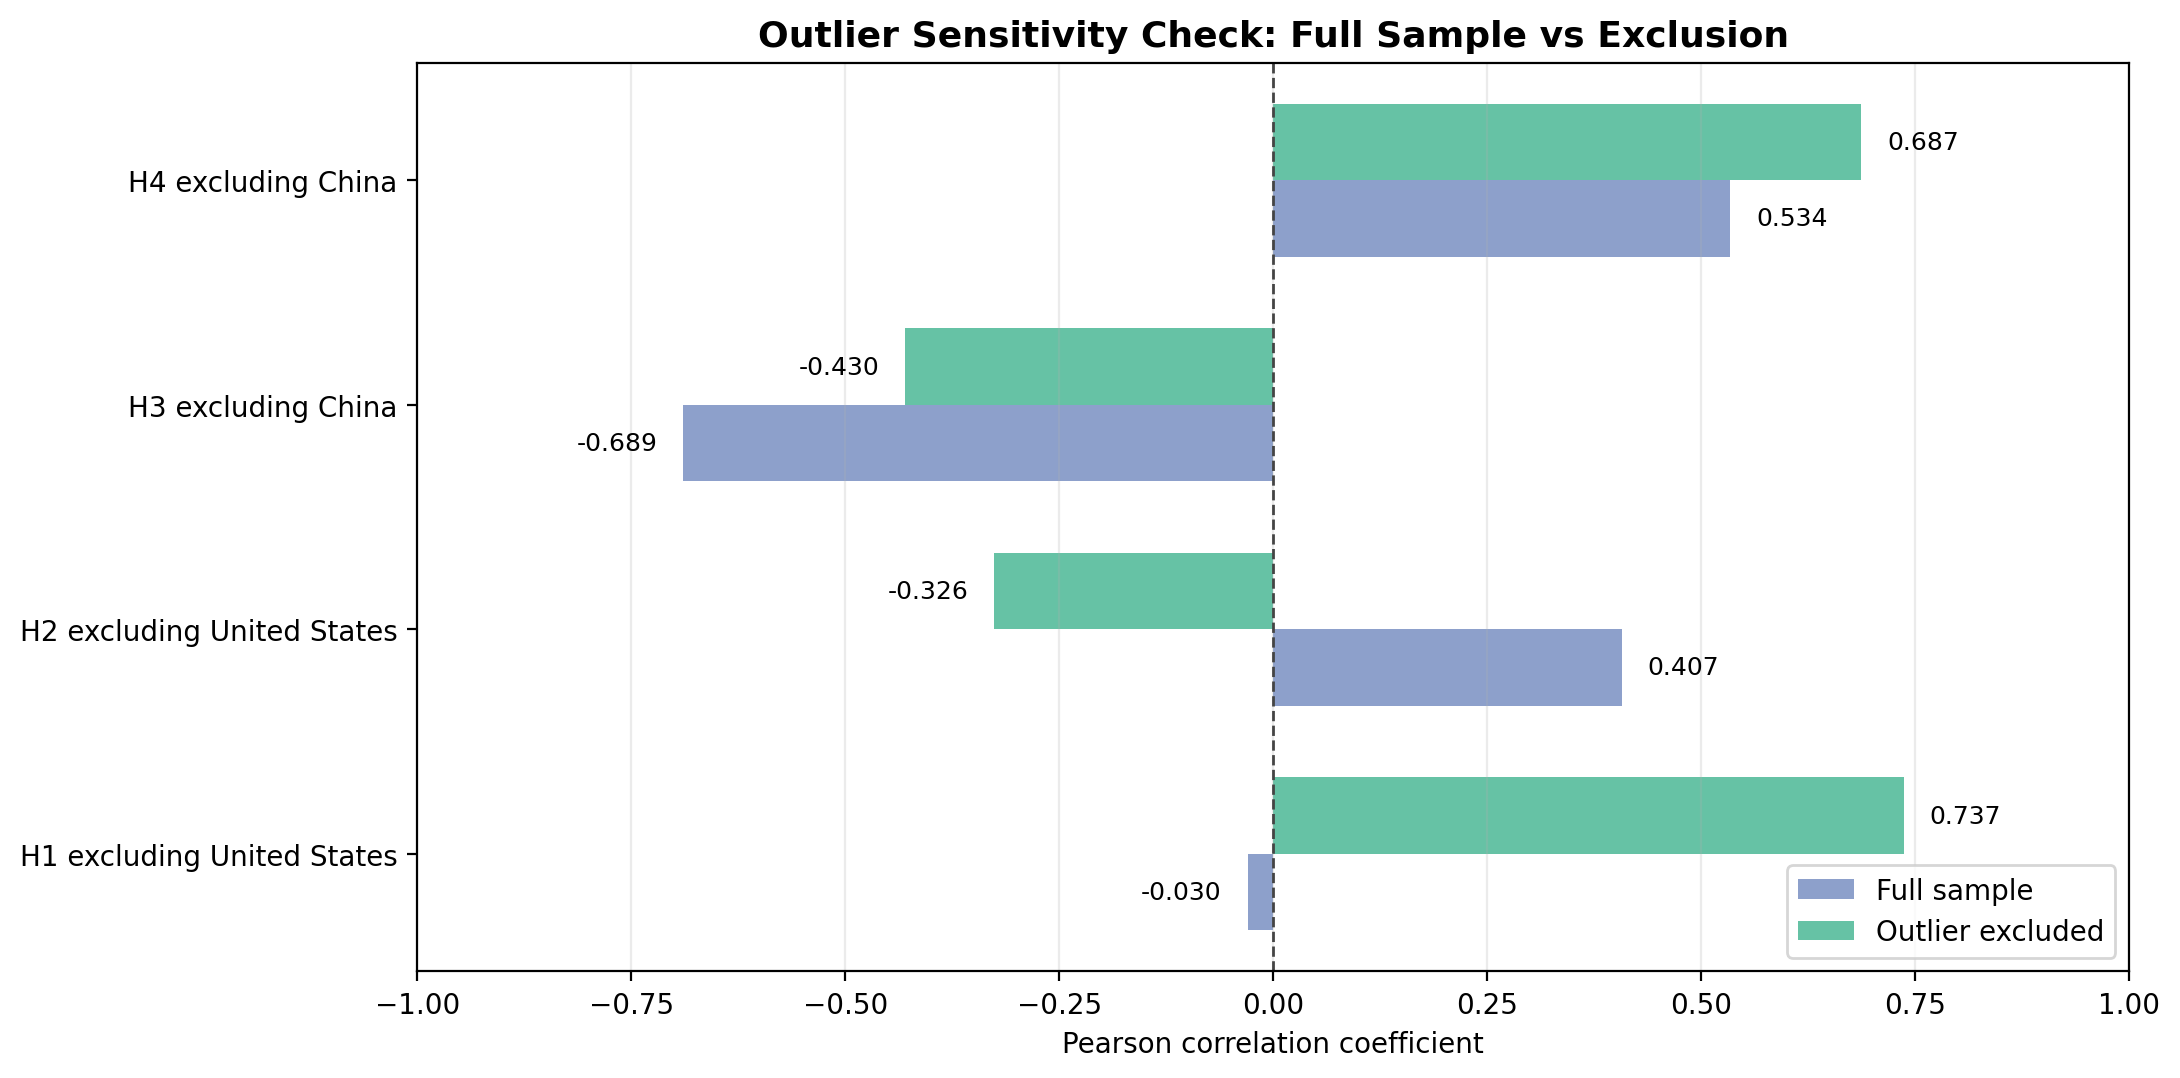 Outlier Sensitivity Check: Full Sample vs Exclusion
H4 excluding China
0.687
0.534
H3 excluding China
-0.430
-0.689
H2 excluding United States
-0.326
0.407
H1 excluding United States
0.737
-0.030
Full sample
Outlier excluded
−1.00 −0.75 −0.50 −0.25 0.00 0.25 0.50 0.75 1.00
Pearson correlation coefficient